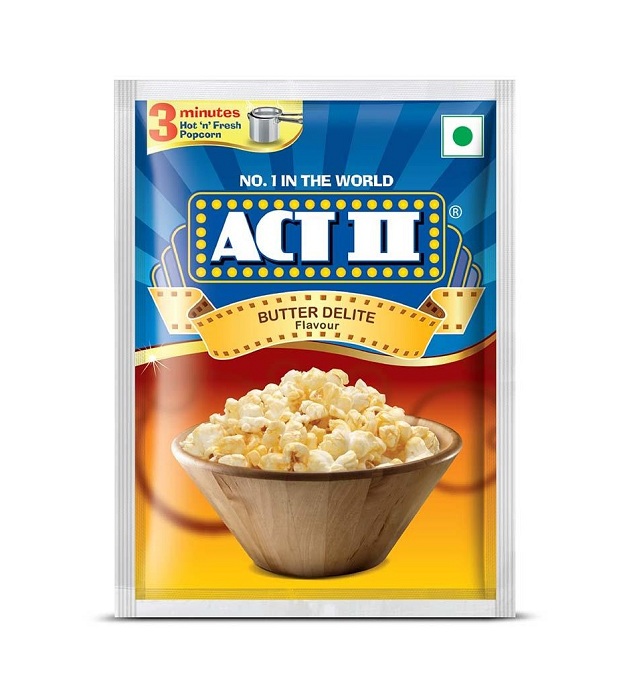 3 minutes
Hot 'n' Fresh
Popcorn
NO. 1 IN THE WORLD
ACT II®
BUTTER DELITE
Flavour